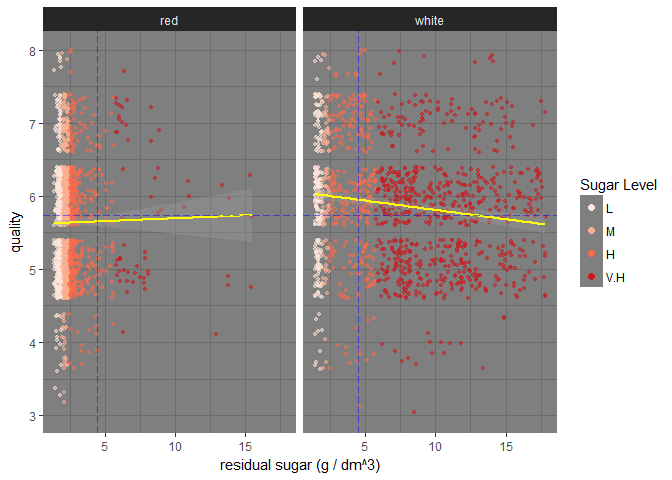 red white
8
7
6
5
4
3
quality
5 10 15 5 10 15
residual sugar (g / dm^3)
Sugar Level
L
M
H
V.H